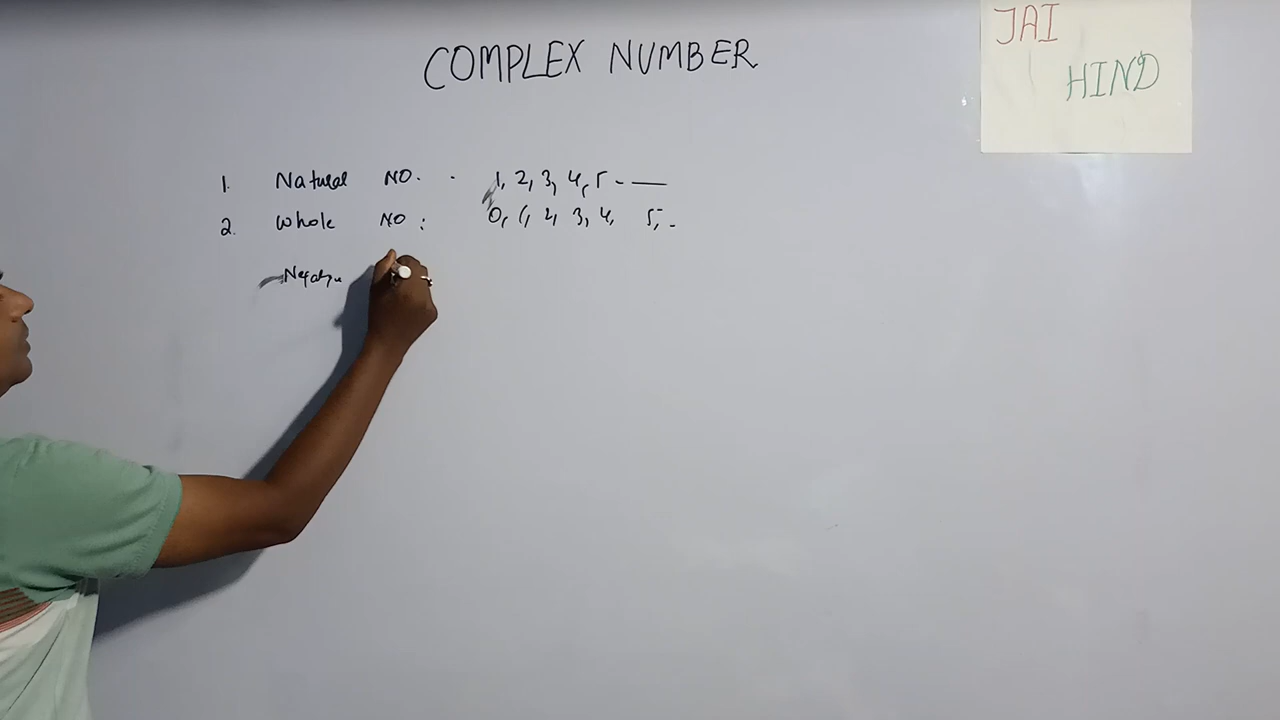 COMPLEX NUMBER
JAI
HIND
1. Natural NO. . 1, 2, 3, 4, 5 - —
2. Whole NO : 0, 1, 2, 3, 4, 5, -